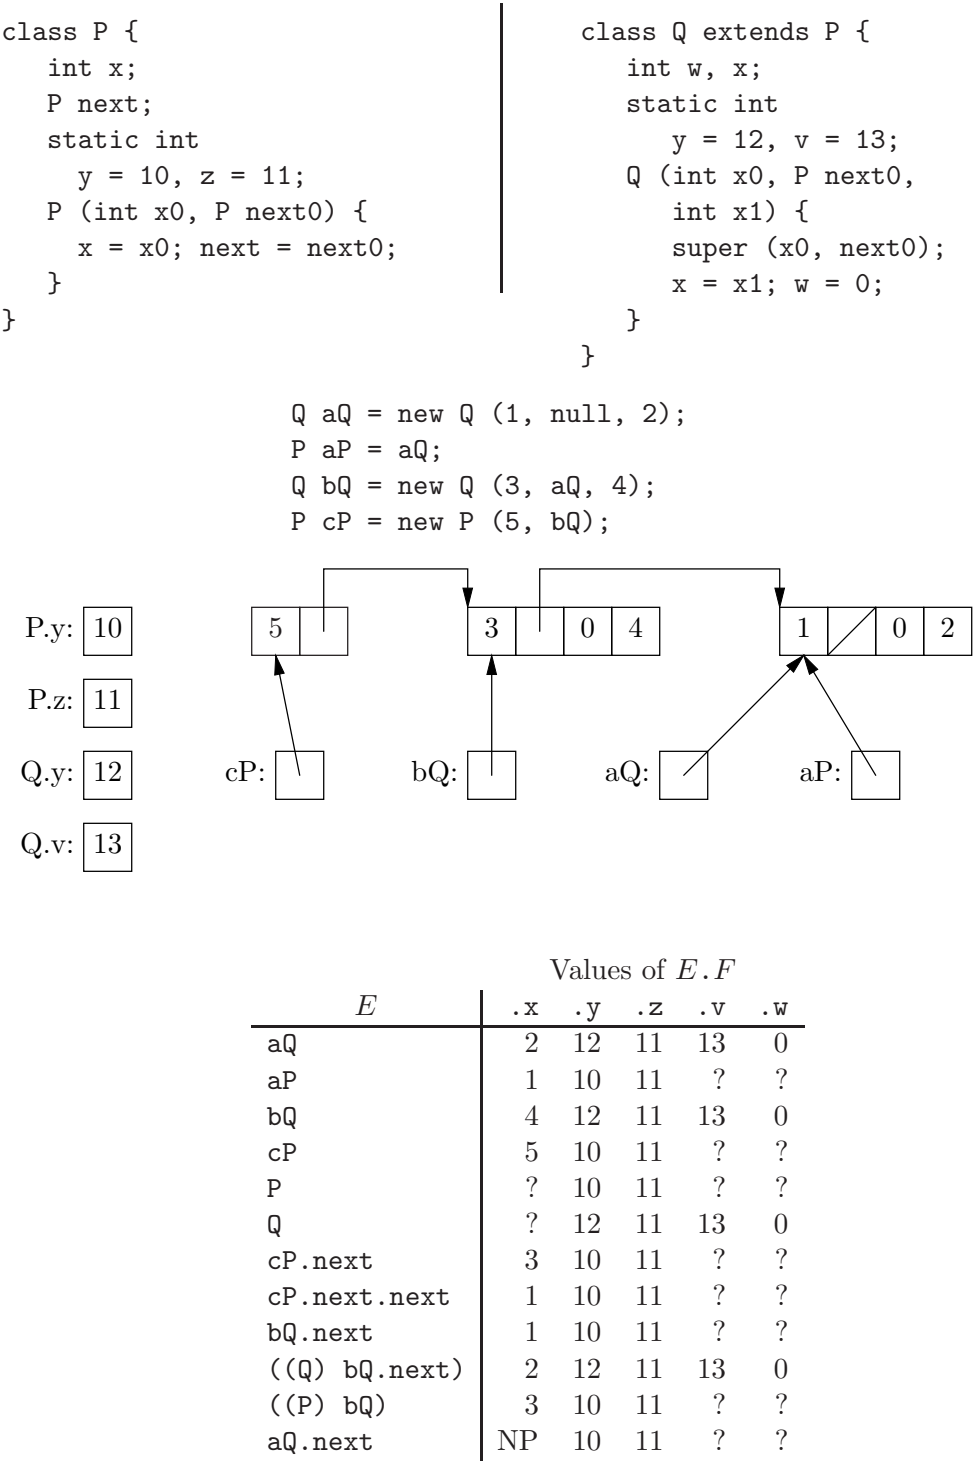 class P {
int x;
P next;
static int
y = 10, z = 11;
P (int x0, P next0) {
x = x0; next = next0;
}
}
class Q extends P {
int w, x;
static int
y = 12, v = 13;
Q (int x0, P next0,
int x1) {
super (x0, next0);
x = x1; w = 0;
}
}
Q aQ = new Q (1, null, 2);
P aP = aQ;
Q bQ = new Q (3, aQ, 4);
P cP = new P (5, bQ);
P.y: 10 5 3 0 4 1 0 2
P.z: 11
Q.y: 12 cP: bQ: aQ: aP:
Q.v: 13
Values of E.F
E .x .y .z .v .w
aQ 2 12 11 13 0
aP 1 10 11 ? ?
bQ 4 12 11 13 0
cP 5 10 11 ? ?
P ? 10 11 ? ?
Q ? 12 11 13 0
cP.next 3 10 11 ? ?
cP.next.next 1 10 11 ? ?
bQ.next 1 10 11 ? ?
((Q) bQ.next) 2 12 11 13 0
((P) bQ) 3 10 11 ? ?
aQ.next NP 10 11 ? ?